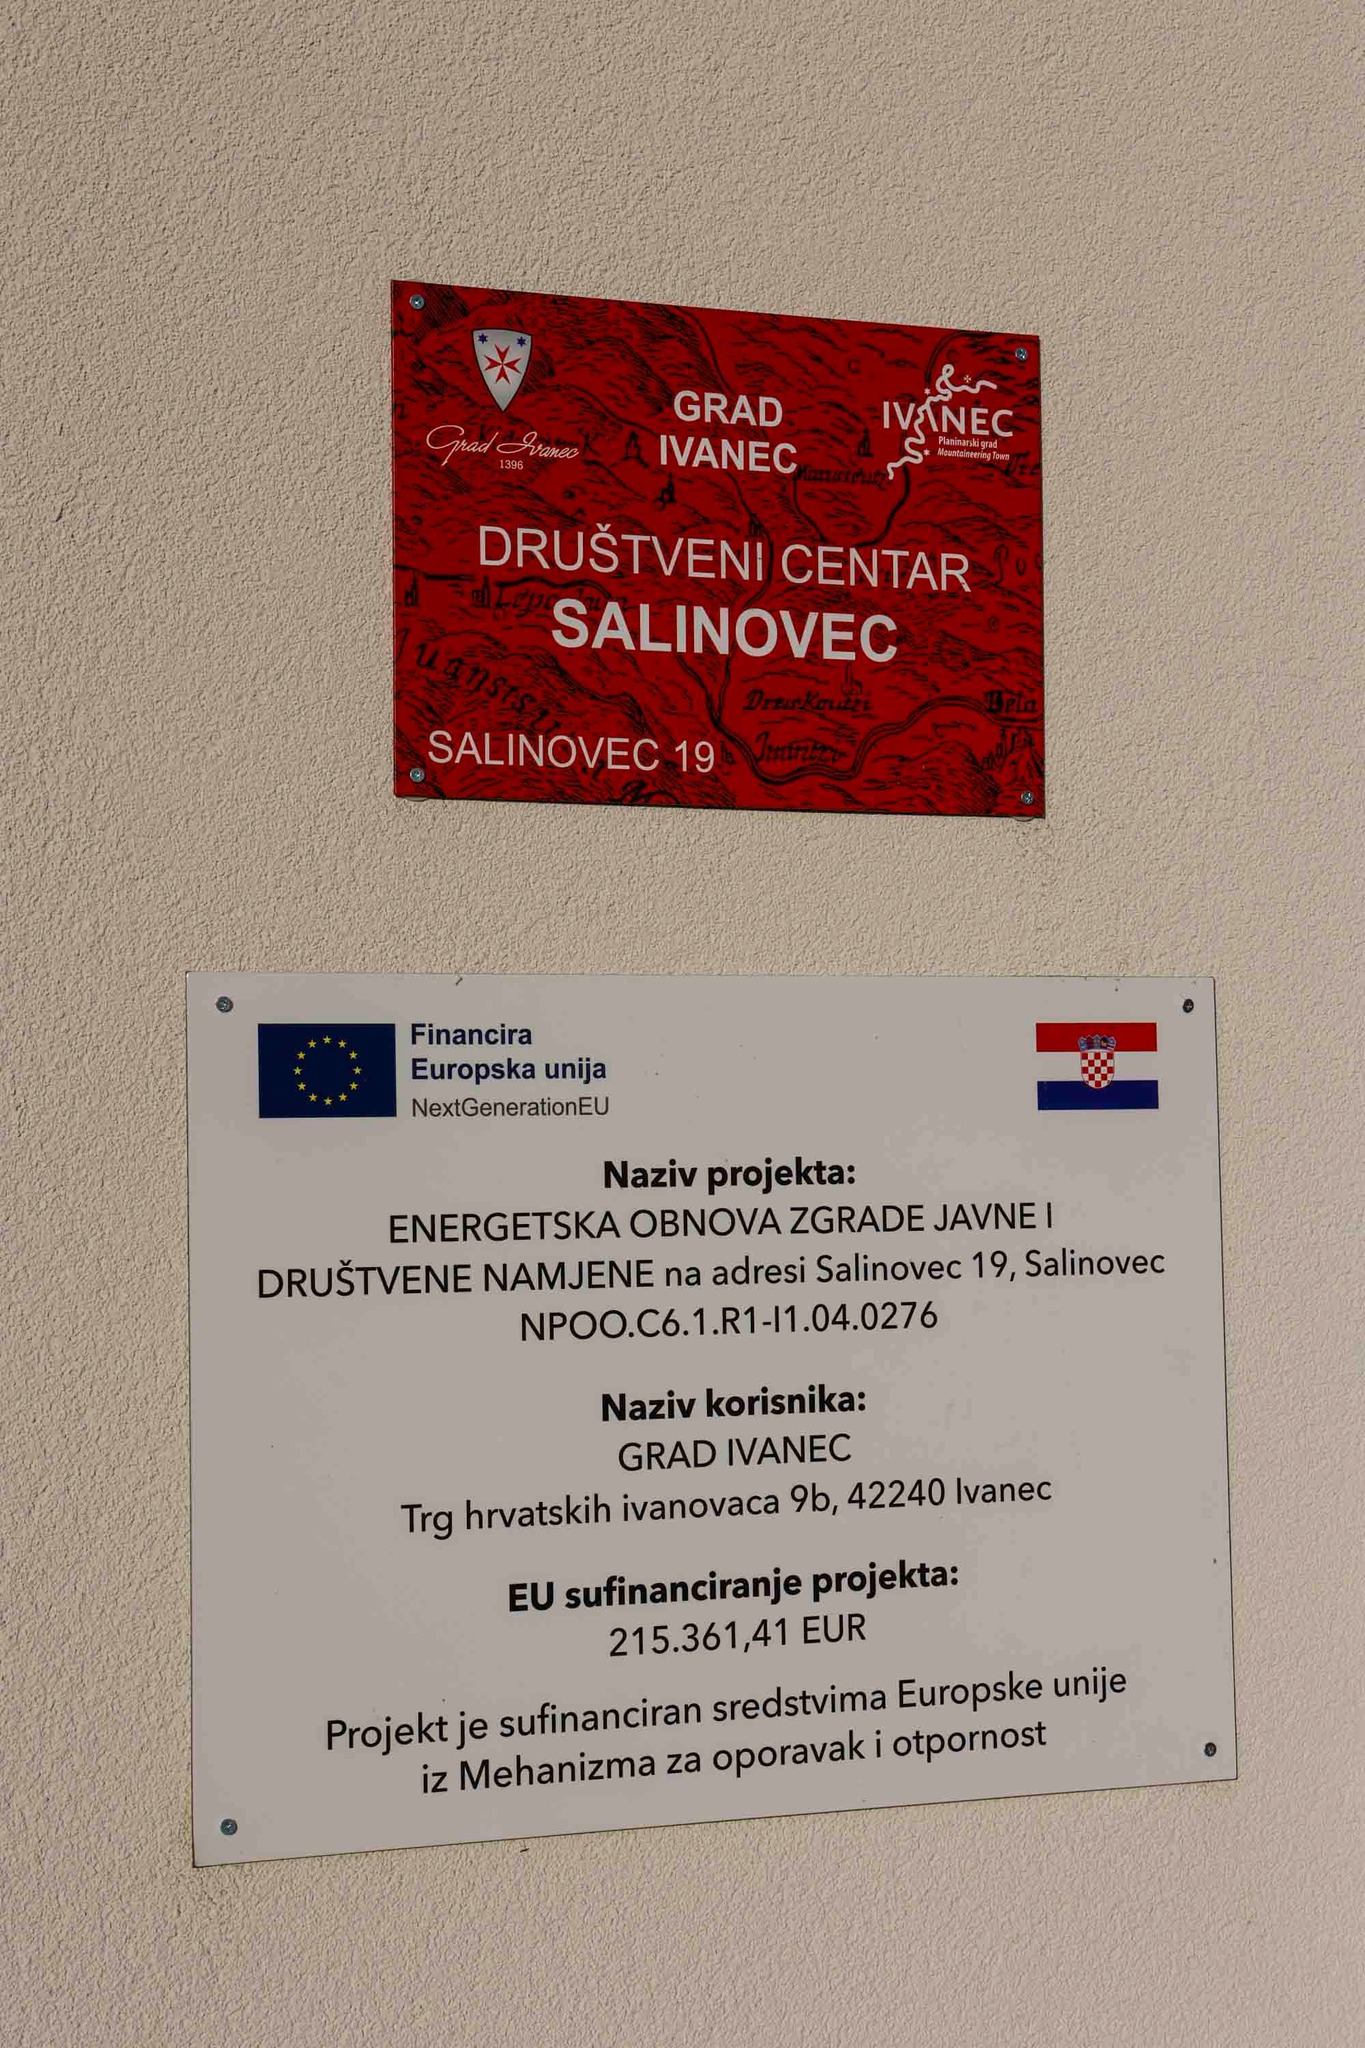 Grad Ivanec
1396
GRAD
IVANEC
IVANEC
Planinarski grad
Mountaineering Town
DRUŠTVENI CENTAR
SALINOVEC
SALINOVEC 19
Financira
Europska unija
NextGenerationEU
Naziv projekta:
ENERGETSKA OBNOVA ZGRADE JAVNE I
DRUŠTVENE NAMJENE na adresi Salinovec 19, Salinovec
NPOO.C6.1.R1-I1.04.0276
Naziv korisnika:
GRAD IVANEC
Trg hrvatskih ivanovaca 9b, 42240 Ivanec
EU sufinanciranje projekta:
215.361,41 EUR
Projekt je sufinanciran sredstvima Europske unije
iz Mehanizma za oporavak i otpornost